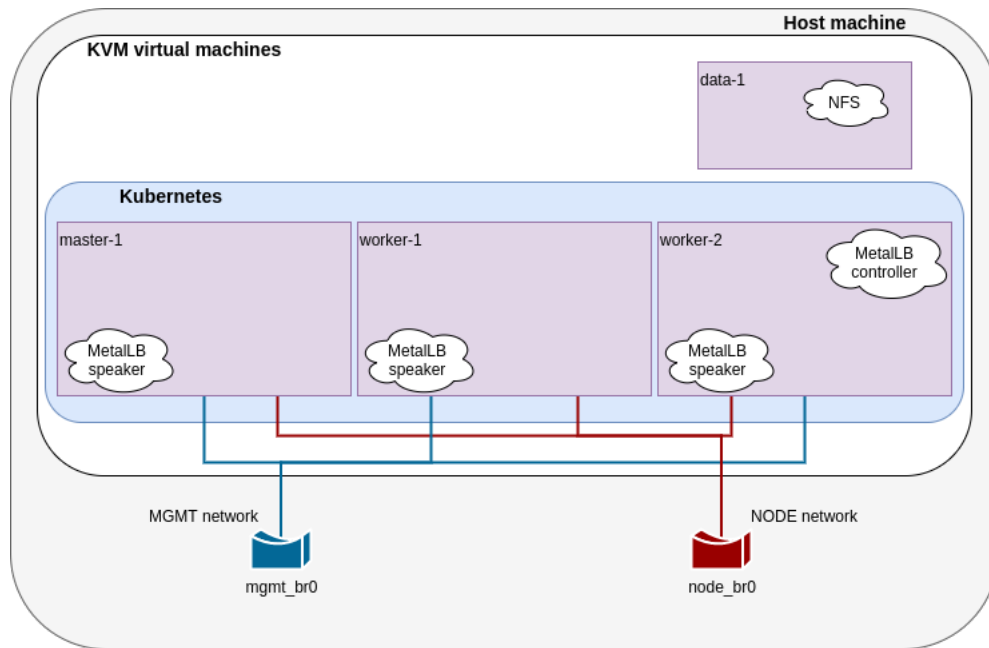 Host machine
KVM virtual machines
data-1
NFS
Kubernetes
master-1
worker-1
worker-2
MetalLB
controller
MetalLB
speaker
MetalLB
speaker
MetalLB
speaker
MGMT network
NODE network
mgmt_br0
node_br0